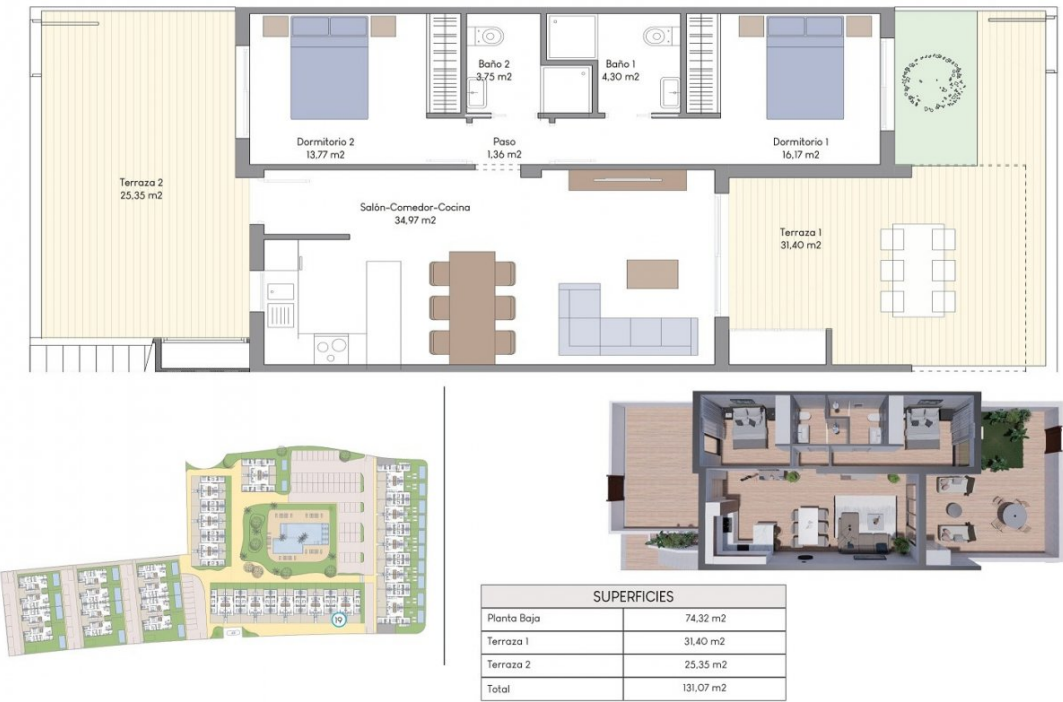 Baño 2
3,75 m2
Baño 1
4,30 m2
Dormitorio 2
13,77 m2
Paso
1,36 m2
Dormitorio 1
16,17 m2
Terraza 2
25,35 m2
Salón-Comedor-Cocina
34,97 m2
Terraza 1
31,40 m2
19
SUPERFICIES
Planta Baja 74,32 m2
Terraza 1 31,40 m2
Terraza 2 25,35 m2
Total 131,07 m2